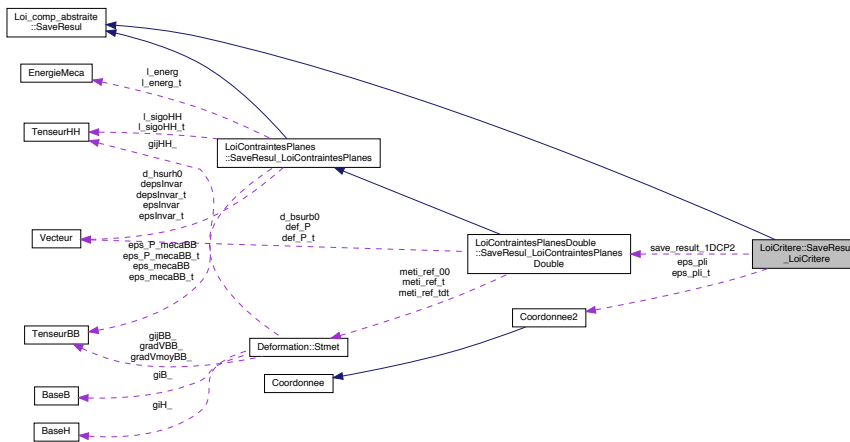 Loi_comp_abstraite
::SaveResul
EnergieMeca
l_energ
l_energ_t
TenseurHH
l_sigoHH
l_sigoHH_t
gijHH_
LoiContraintesPlanes
::SaveResul_LoiContraintesPlanes
d_hsurh0
depsInvar
depsInvar_t
epsInvar
epsInvar_t
Vecteur
d_bsurb0
def_P
def_P_t
LoiContraintesPlanesDouble
::SaveResul_LoiContraintesPlanes
Double
save_result_1DCP2
eps_pli
eps_pli_t
LoiCritere::SaveResul
_LoiCritere
eps_P_mecaBB
eps_P_mecaBB_t
eps_mecaBB
eps_mecaBB_t
meti_ref_00
meti_ref_t
meti_ref_tdt
Coordonnee2
TenseurBB
gijBB_
gradVBB_
gradVmoyBB_
Deformation::Stmet
giB_
Coordonnee
BaseB
giH_
BaseH